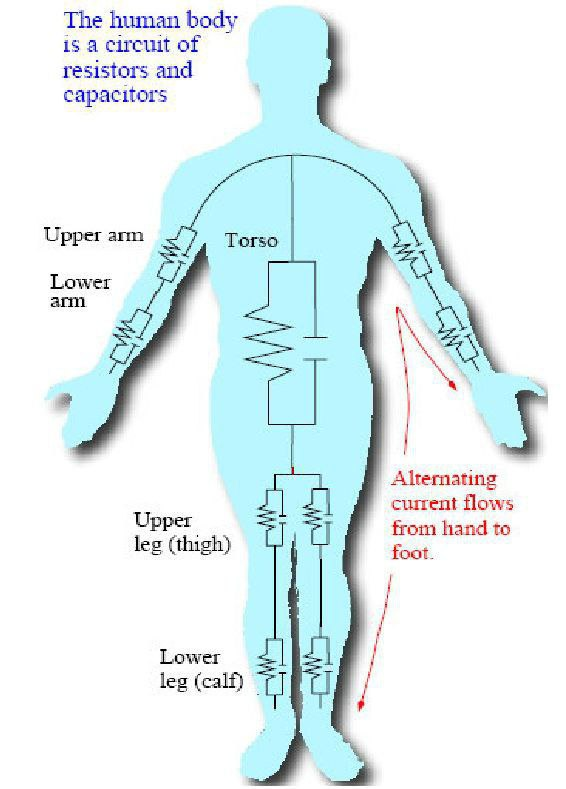 The human body
is a circuit of
resistors and
capacitors
Upper arm
Torso
Lower
arm
Alternating
current flows
from hand to
foot.
Upper
leg (thigh)
Lower
leg (calf)